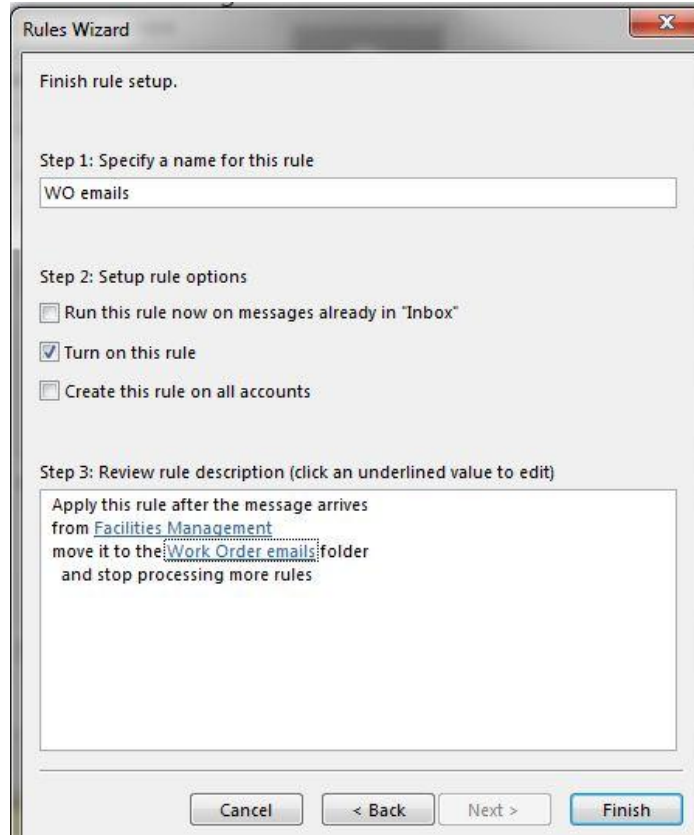 Rules Wizard
Finish rule setup.
Step 1: Specify a name for this rule
WO emails
Step 2: Setup rule options
Run this rule now on messages already in "Inbox"
Turn on this rule
Create this rule on all accounts
Step 3: Review rule description (click an underlined value to edit)
Apply this rule after the message arrives
from Facilities Management
move it to the Work Order emails folder
and stop processing more rules
Cancel
< Back
Next >
Finish